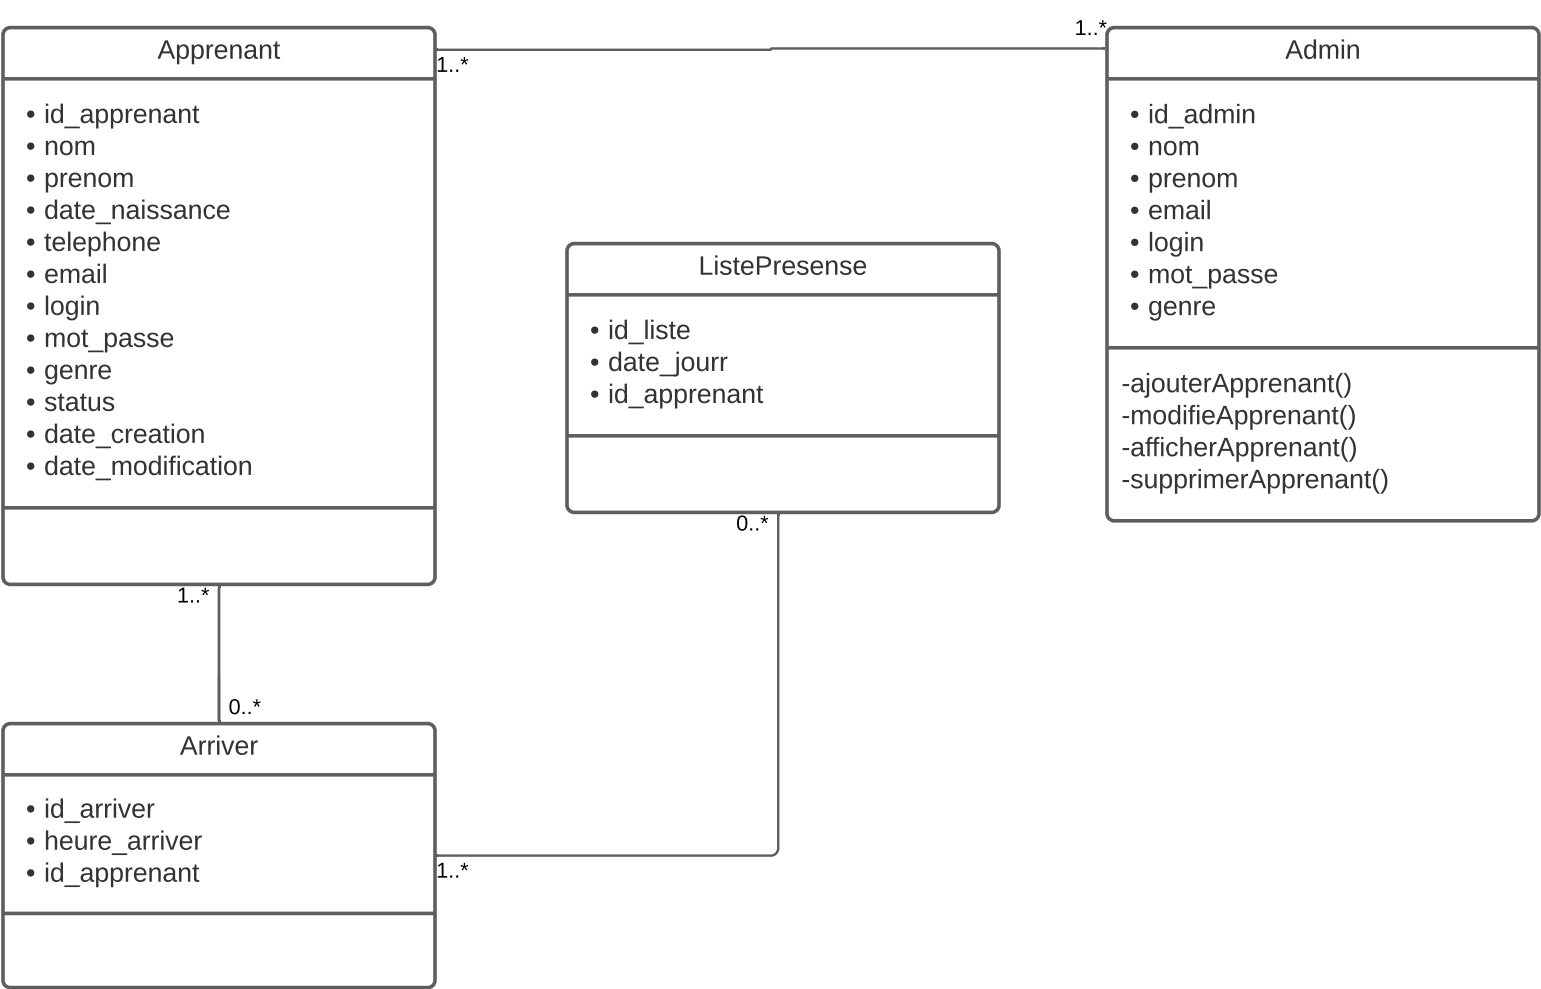 Apprenant
• id_apprenant
• nom
• prenom
• date_naissance
• telephone
• email
• login
• mot_passe
• genre
• status
• date_creation
• date_modification
1..*
1..*
Admin
• id_admin
• nom
• prenom
• email
• login
• mot_passe
• genre
-ajouterApprenant()
-modifieApprenant()
-afficherApprenant()
-supprimerApprenant()
ListePresense
• id_liste
• date_jourr
• id_apprenant
0..*
1..*
0..*
Arriver
• id_arriver
• heure_arriver
• id_apprenant
1..*